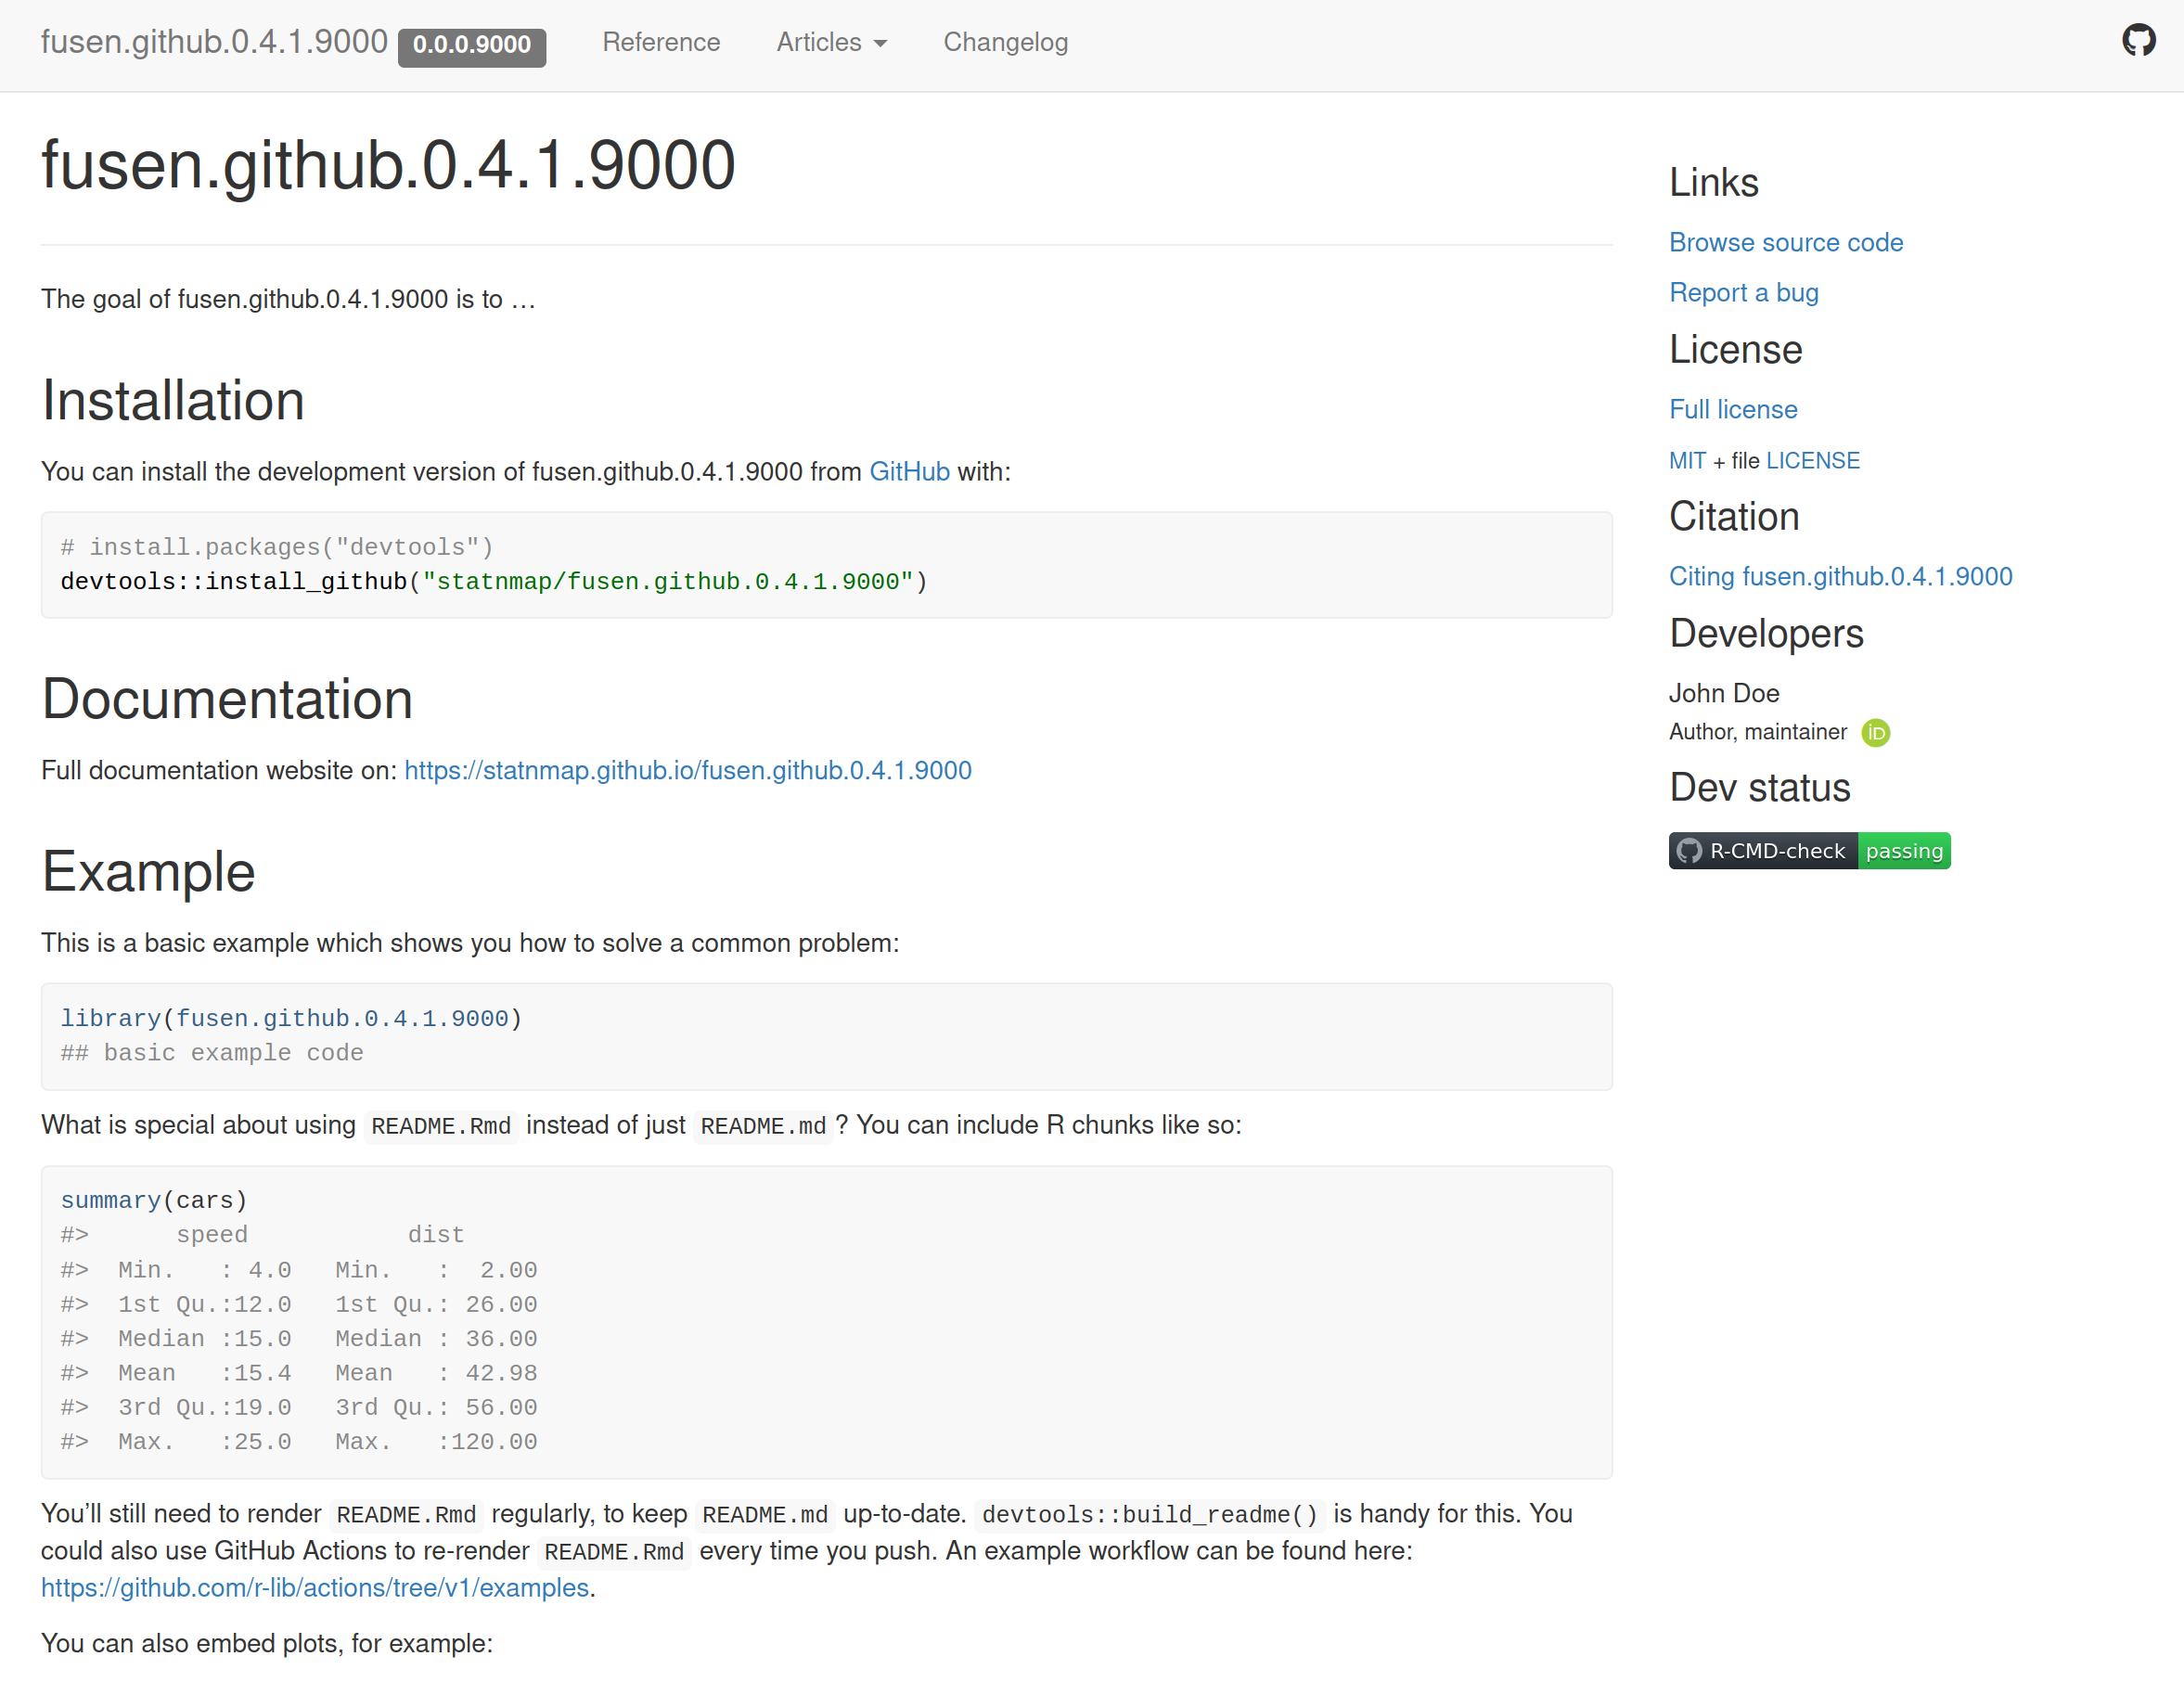 fusen.github.0.4.1.9000 0.0.0.9000 Reference Articles Changelog
fusen.github.0.4.1.9000
The goal of fusen.github.0.4.1.9000 is to …
Installation
You can install the development version of fusen.github.0.4.1.9000 from GitHub with:
# install.packages("devtools")
devtools::install_github("statnmap/fusen.github.0.4.1.9000")
Documentation
Full documentation website on: https://statnmap.github.io/fusen.github.0.4.1.9000
Example
This is a basic example which shows you how to solve a common problem:
library(fusen.github.0.4.1.9000)
## basic example code
What is special about using README.Rmd instead of just README.md? You can include R chunks like so:
summary(cars)
#>      speed           dist
#>  Min.   : 4.0   Min.   :  2.00
#>  1st Qu.:12.0   1st Qu.: 26.00
#>  Median :15.0   Median : 36.00
#>  Mean   :15.4   Mean   : 42.98
#>  3rd Qu.:19.0   3rd Qu.: 56.00
#>  Max.   :25.0   Max.   :120.00
You’ll still need to render README.Rmd regularly, to keep README.md up-to-date. devtools::build_readme() is handy for this. You
could also use GitHub Actions to re-render README.Rmd every time you push. An example workflow can be found here:
https://github.com/r-lib/actions/tree/v1/examples.
You can also embed plots, for example:
Links
Browse source code
Report a bug
License
Full license
MIT + file LICENSE
Citation
Citing fusen.github.0.4.1.9000
Developers
John Doe
Author, maintainer iD
Dev status
R-CMD-check passing